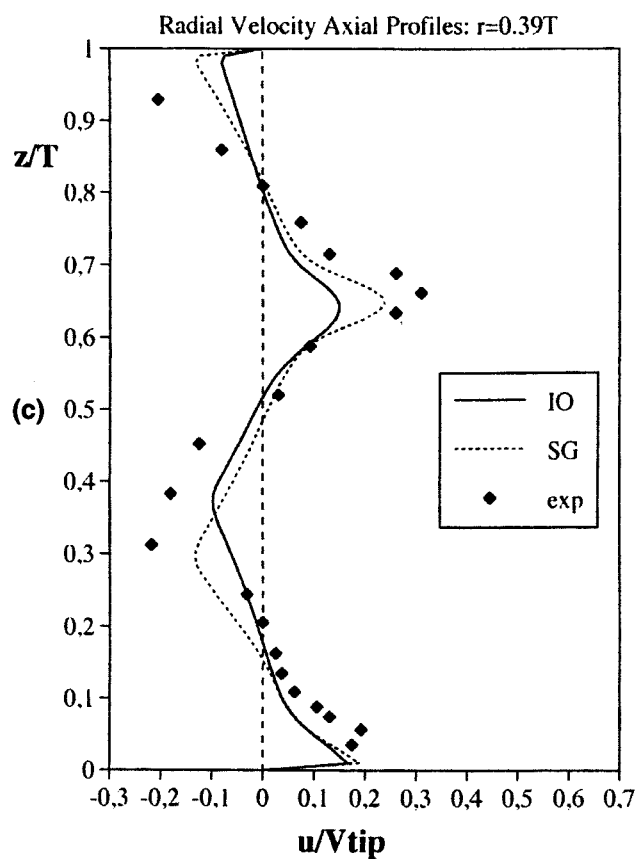 Radial Velocity Axial Profiles: r=0.39T
1
0,9
z/T
0,8
0,7
0,6
(c)
0,5
0,4
0,3
0,2
0,1
0
IO
SG
exp
-0,3 -0,2 -0,1 0 0,1 0,2 0,3 0,4 0,5 0,6 0,7
u/Vtip